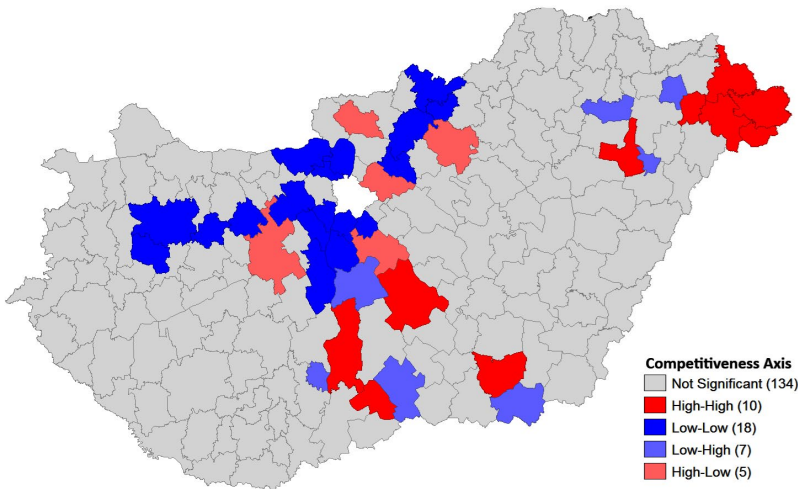 Competitiveness Axis
Not Significant (134)
High-High (10)
Low-Low (18)
Low-High (7)
High-Low (5)